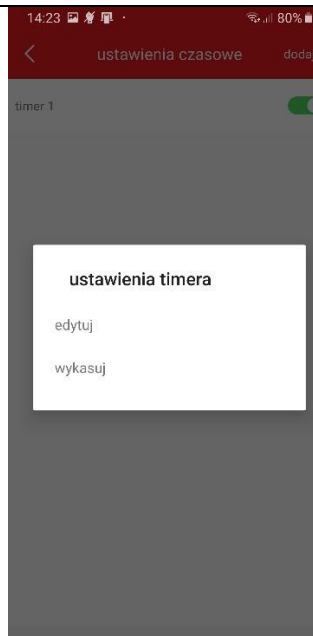 14:23 80%
ustawienia czasowe doda
timer 1
ustawienia timera
edytuj
wykasuj